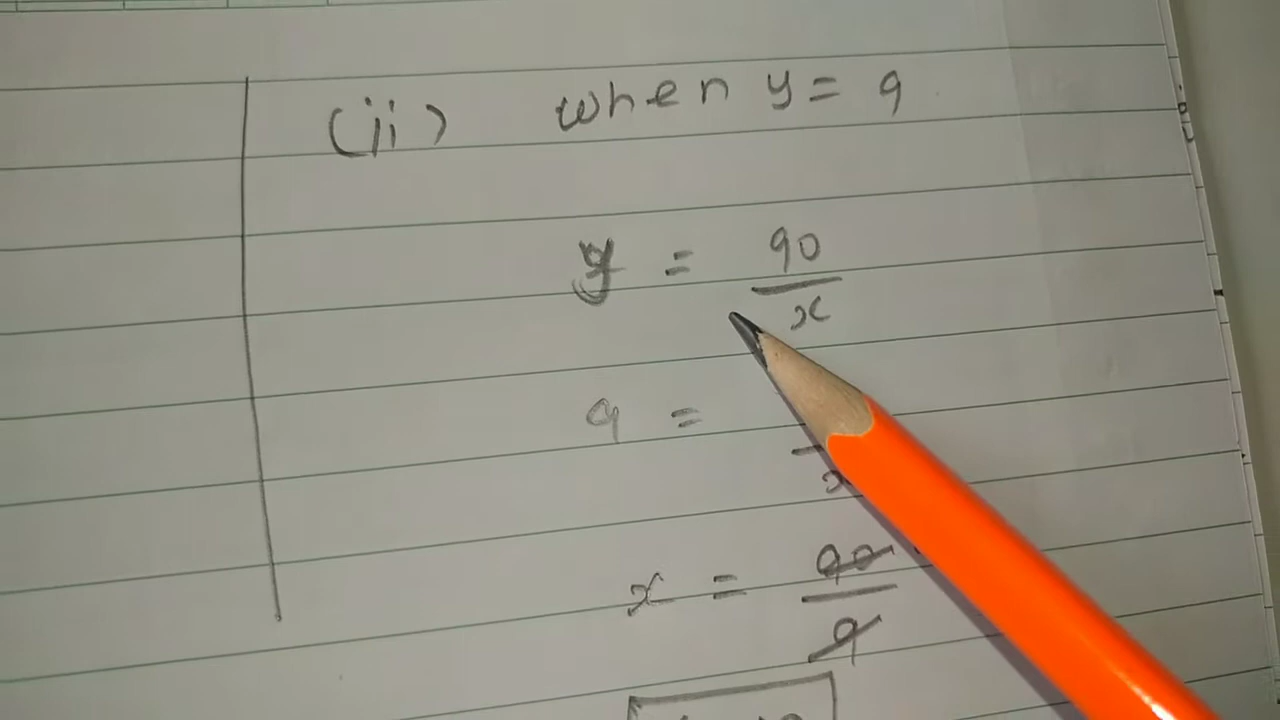 (ii) when y = 9
y = 90/x
9 = /x
x = 90/9